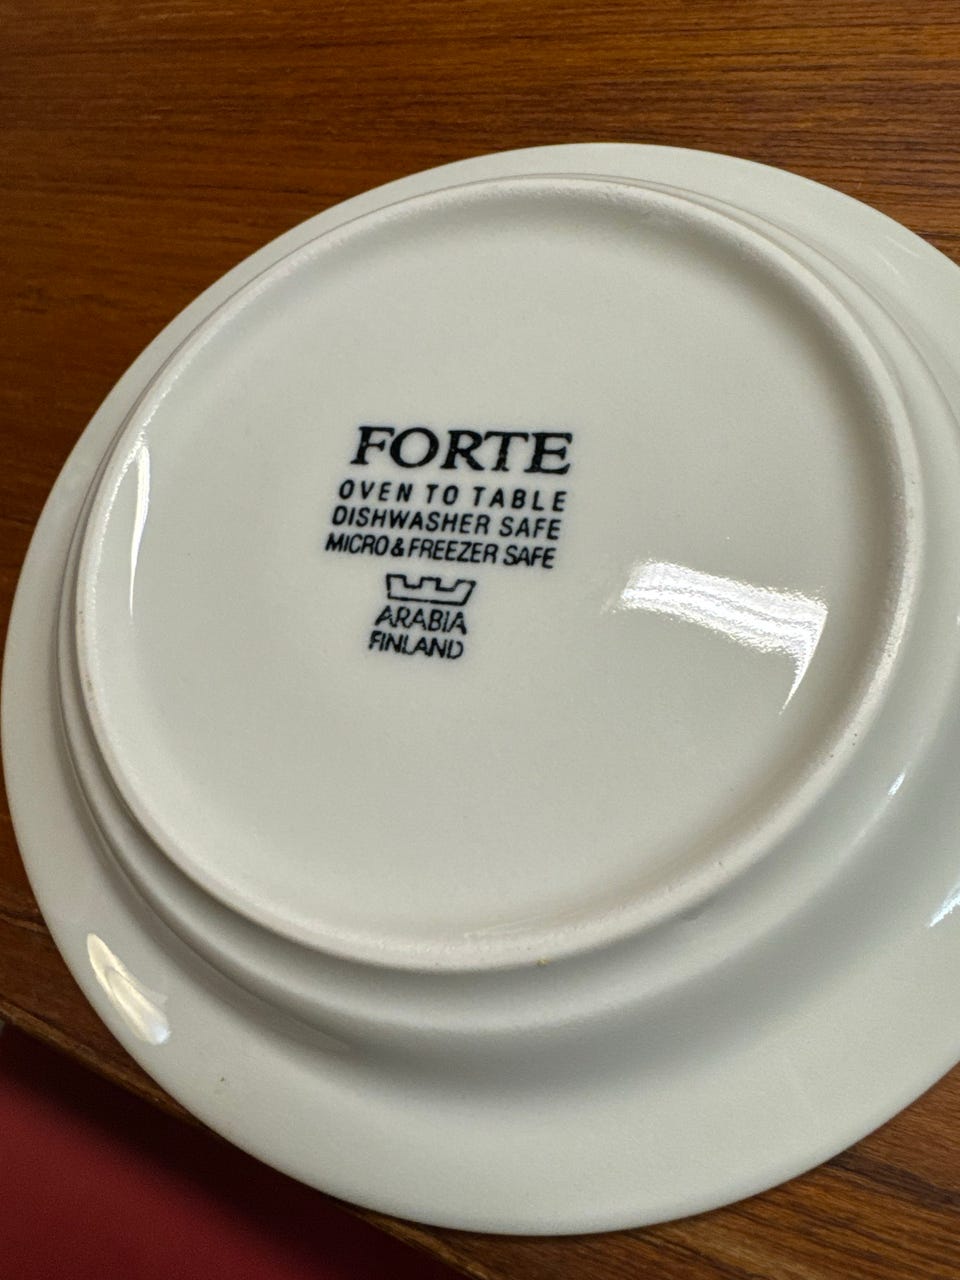 FORTE
OVEN TO TABLE
DISHWASHER SAFE
MICRO & FREEZER SAFE
ARABIA
FINLAND